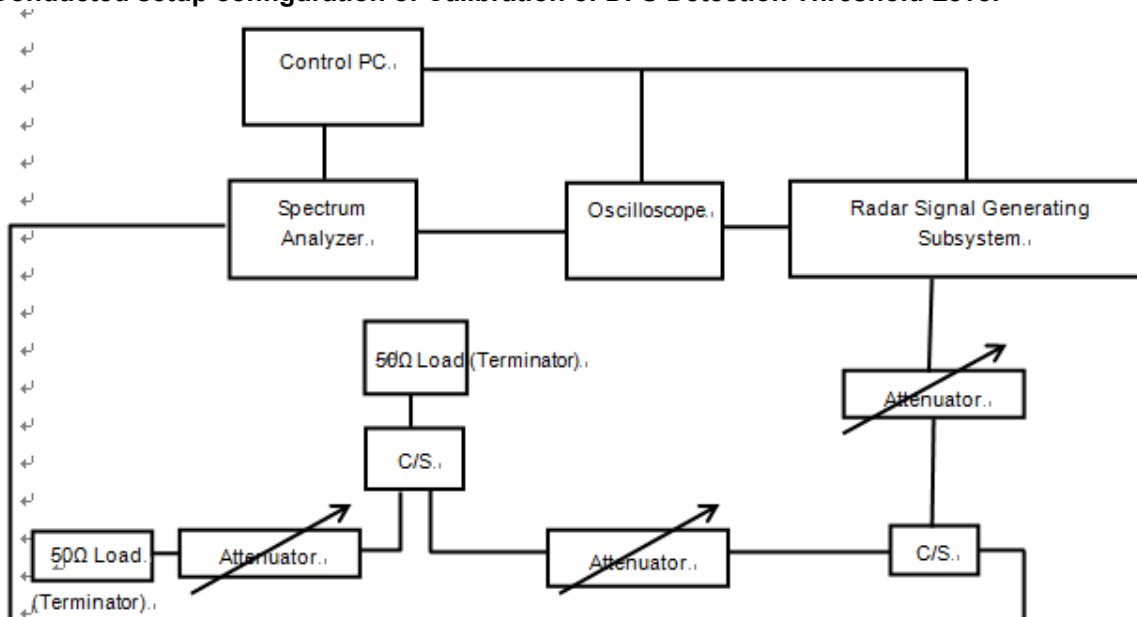 Conducted setup configuration of Calibration of DFS Detection Threshold Level
Control PC.
Spectrum
Analyzer.
Oscilloscope.
Radar Signal Generating
Subsystem.
50Ω Load (Terminator).
Attenuator.
C/S.
50Ω Load.
(Terminator).
Attenuator.
Attenuator.
C/S.